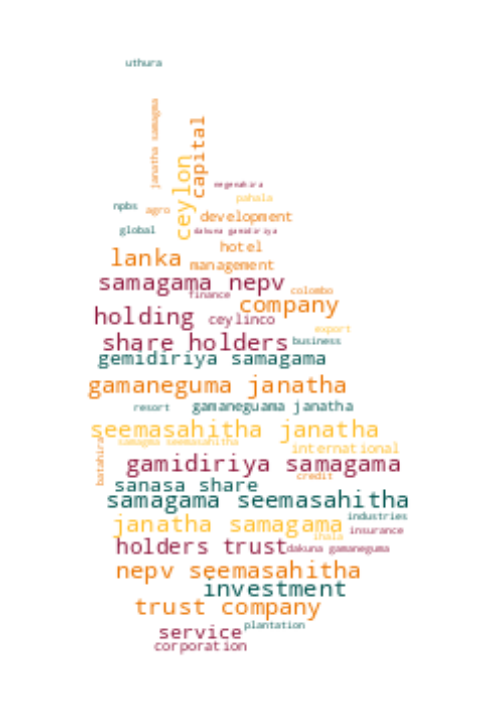 uthura
janatha samagma
capital
ceylon
negenahira
pahala
npbs
agro
development
global
dakuna gamidiriya
hotel
lanka
management
samagama nepv
finance
colombo
company
holding
ceylinco
export
share holders
business
gemidiriya samagama
gamaneguma janatha
resort
gamaneguama janatha
seemasahitha janatha
samagma seemasahitha
international
batahira
gamidiriya samagama
credit
sanasa share
samagama seemasahitha
industries
janatha samagama
insurance
ihala
holders trust
dakuna gamaneguma
nepv seemasahitha
investment
trust company
plantation
service
corporation